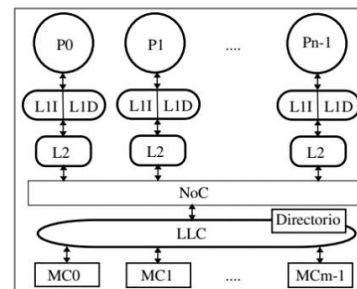 P0 P1 .... Pn-1
L1I L1D L1I L1D L1I L1D
L2 L2 L2
NoC
Directorio
LLC
MC0 MC1 .... MCm-1